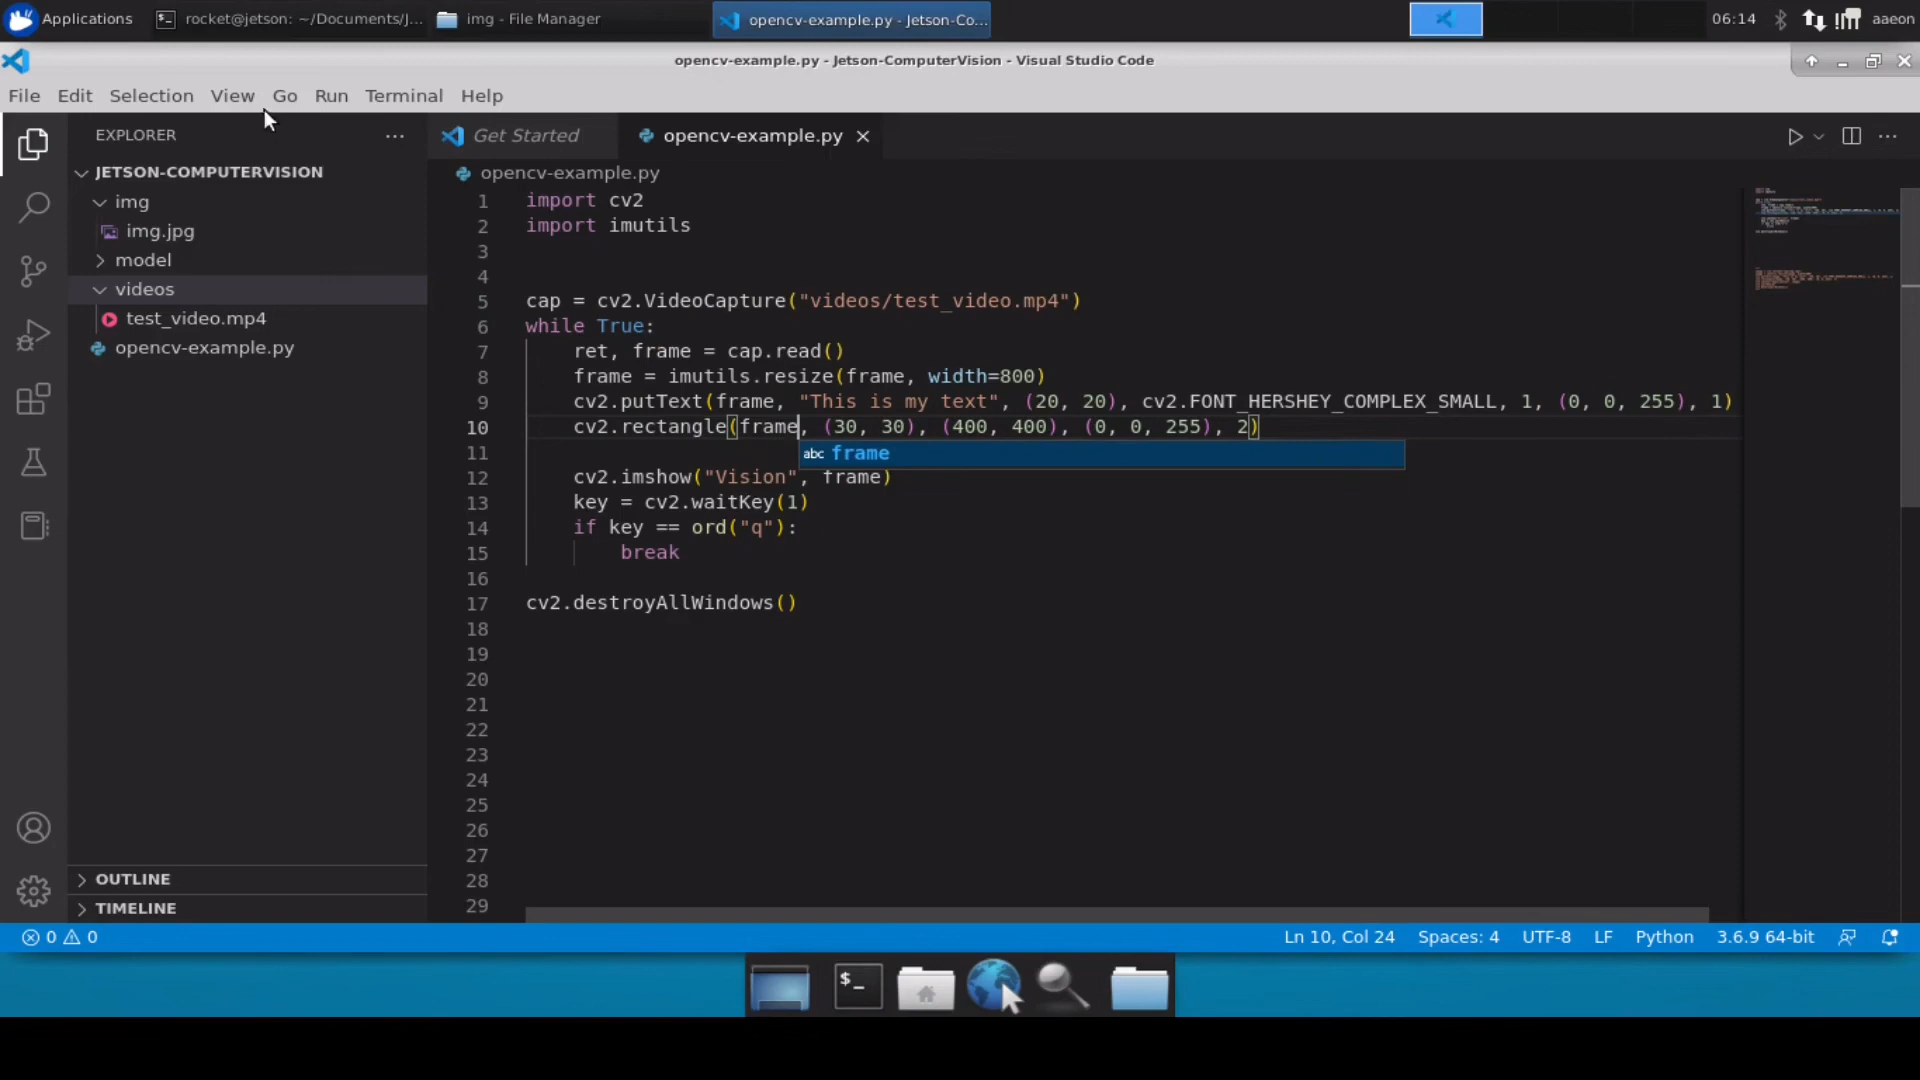 Applications
rocket@jetson: ~/Documents/J...
img - File Manager
opencv-example.py - Jetson-Co...
06:14
aaeon
opencv-example.py - Jetson-ComputerVision - Visual Studio Code
File Edit Selection View Go Run Terminal Help
EXPLORER
JETSON-COMPUTERVISION
img
img.jpg
model
videos
test_video.mp4
opencv-example.py
OUTLINE
TIMELINE
Get Started
opencv-example.py
opencv-example.py
1 import cv2
2 import imutils
3
4
5 cap = cv2.VideoCapture("videos/test_video.mp4")
6 while True:
7     ret, frame = cap.read()
8     frame = imutils.resize(frame, width=800)
9     cv2.putText(frame, "This is my text", (20, 20), cv2.FONT_HERSHEY_COMPLEX_SMALL, 1, (0, 0, 255), 1)
10     cv2.rectangle(frame, (30, 30), (400, 400), (0, 0, 255), 2)
abc frame
11
12     cv2.imshow("Vision", frame)
13     key = cv2.waitKey(1)
14     if key == ord("q"):
15         break
16
17 cv2.destroyAllWindows()
18
19
20
21
22
23
24
25
26
27
28
29
0 0
Ln 10, Col 24
Spaces: 4
UTF-8
LF
Python
3.6.9 64-bit
$_